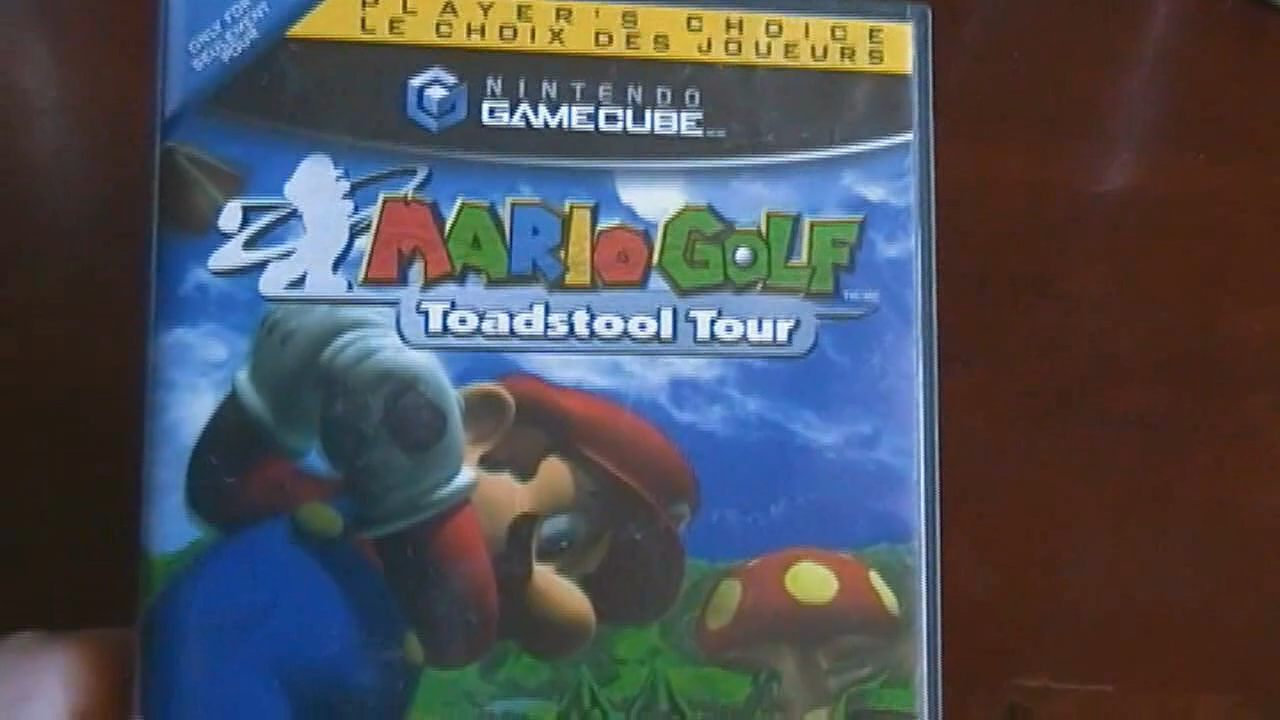 PLAYER'S CHOICE
LE CHOIX DES JOUEURS
NINTENDO
GAMECUBE
MARIO GOLF
Toadstool Tour